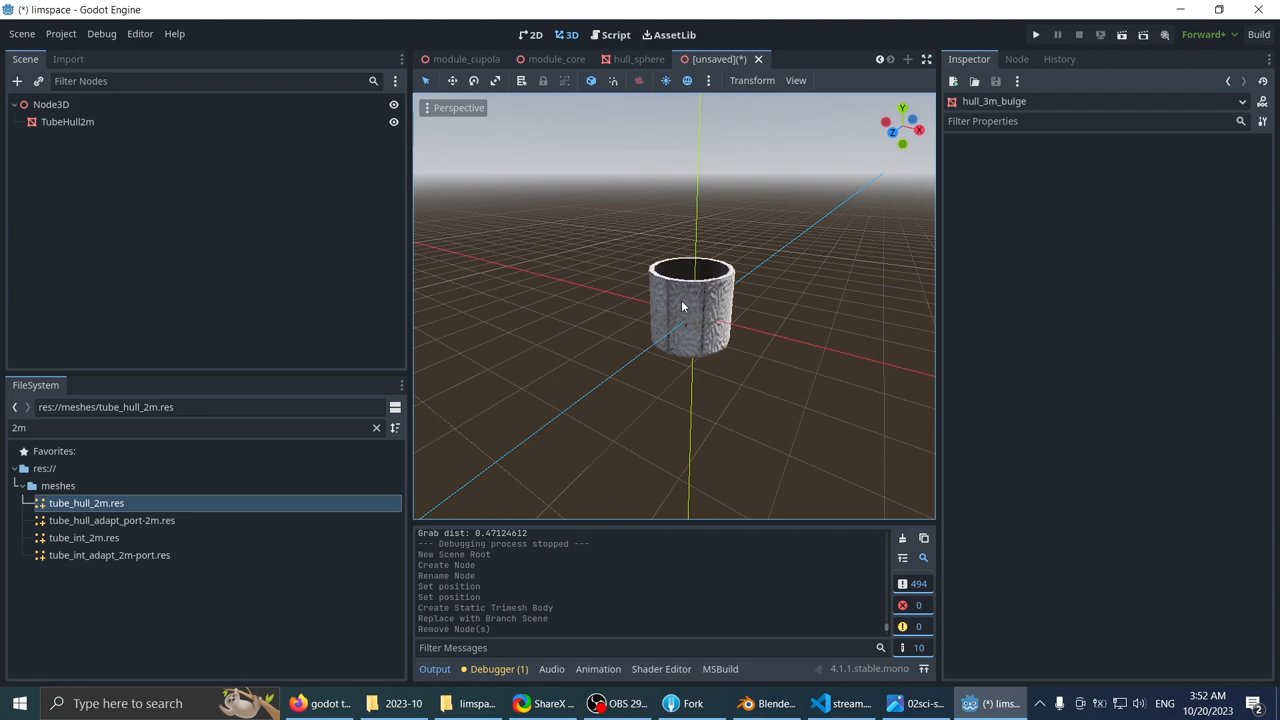 (*) limspace - Godot Engine
Scene Project Debug Editor Help
2D 3D Script AssetLib
Forward+ Build
Scene Import
module_cupola module_core hull_sphere [unsaved](*)
Inspector Node History
Filter Nodes
Transform View
Node3D
TubeHull2m
hull_3m_bulge
Filter Properties
Perspective
Y
X
Z
FileSystem
res://meshes/tube_hull_2m.res
2m
Favorites:
res://
meshes
tube_hull_2m.res
tube_hull_adapt_port-2m.res
tube_int_2m.res
tube_int_adapt_2m-port.res
Grab dist: 0.47124612
--- Debugging process stopped ---
New Scene Root
Create Node
Rename Node
Set position
Set position
Create Static Trimesh Body
Replace with Branch Scene
Remove Node(s)
494
0
0
10
Filter Messages
Output Debugger (1) Audio Animation Shader Editor MSBuild
4.1.1.stable.mono
Type here to search
godot t...
2023-10
limspa...
ShareX ...
OBS 29...
Fork
Blende...
stream...
02sci-s...
(*) lims...
ENG
3:52 AM
10/20/2023
2